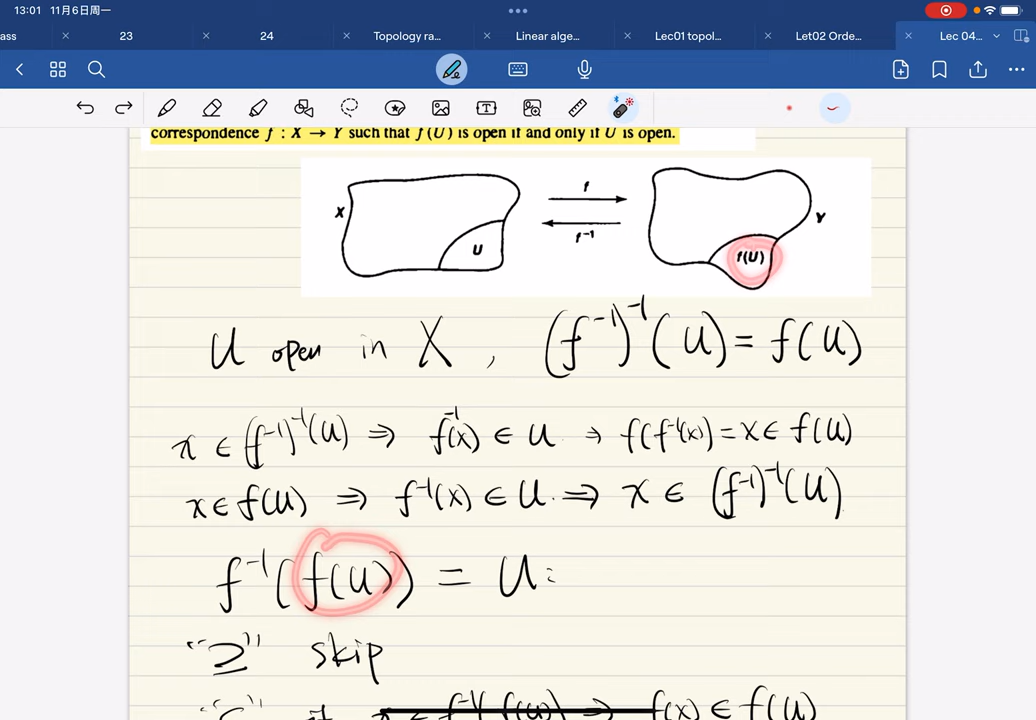 13:01 11月6日周一
ass 23 24 Topology ra... Linear alge... Lec01 topol... Let02 Orde... Lec 04...
correspondence f : X → Y such that f(U) is open if and only if U is open.
X U f f⁻¹ f(U) Y
U open in X , (f⁻¹)⁻¹(U) = f(U)
x ∈ (f⁻¹)⁻¹(U) ⇒ f⁻¹(x) ∈ U ⇒ f(f⁻¹(x)) = x ∈ f(U)
x ∈ f(U) ⇒ f⁻¹(x) ∈ U ⇒ x ∈ (f⁻¹)⁻¹(U)
f⁻¹(f(U)) = U
"⊇" skip
"⊆" if x ∈ f⁻¹(f(U)) ⇒ f(x) ∈ f(U)